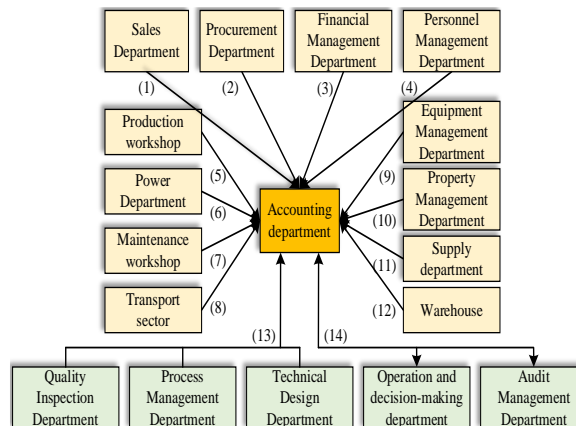 Sales
Department
Procurement
Department
Financial
Management
Department
Personnel
Management
Department
(1)
(2)
(3)
(4)
Production
workshop
Equipment
Management
Department
(5)
(9)
Power
Department
Accounting
department
Property
Management
Department
(6)
(10)
Maintenance
workshop
Supply
department
(7)
(11)
Transport
sector
Warehouse
(8)
(12)
(13)
(14)
Quality
Inspection
Department
Process
Management
Department
Technical
Design
Department
Operation and
decision-making
department
Audit
Management
Department